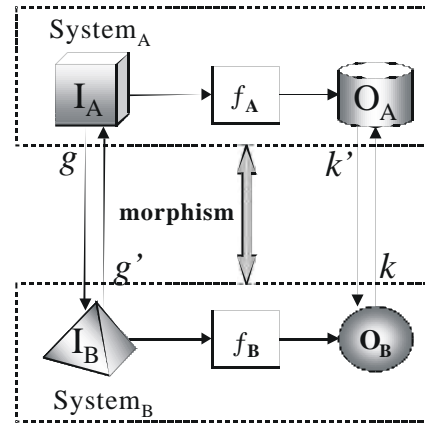 System_A
I_A f_A O_A
g k'
morphism
g' k
I_B f_B O_B
System_B